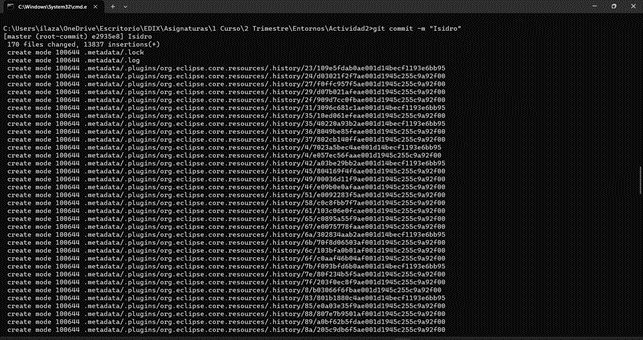 C:\Windows\System32\cmd.e
C:\Users\ilaza\OneDrive\Escritorio\EDIX\Asignaturas\1 Curso\2 Trimestre\Entornos\Actividad2>git commit -m "Isidro"
[master (root-commit) e2935e8] Isidro
170 files changed, 13837 insertions(+)
create mode 100644 .metadata/.lock
create mode 100644 .metadata/.log
create mode 100644 .metadata/.plugins/org.eclipse.core.resources/.history/23/109e5fdab0ae001d14becf1193e6bb95
create mode 100644 .metadata/.plugins/org.eclipse.core.resources/.history/24/d03021f2f7ae001d1945c255c9a92f00
create mode 100644 .metadata/.plugins/org.eclipse.core.resources/.history/27/f0ffc957f5ae001d1945c255c9a92f00
create mode 100644 .metadata/.plugins/org.eclipse.core.resources/.history/29/d07b021afeae001d1945c255c9a92f00
create mode 100644 .metadata/.plugins/org.eclipse.core.resources/.history/2f/909d7cc0fbae001d1945c255c9a92f00
create mode 100644 .metadata/.plugins/org.eclipse.core.resources/.history/31/3096c681c1ae001d14becf1193e6bb95
create mode 100644 .metadata/.plugins/org.eclipse.core.resources/.history/35/10ed061efeae001d1945c255c9a92f00
create mode 100644 .metadata/.plugins/org.eclipse.core.resources/.history/35/40220a93b2ae001d14becf1193e6bb95
create mode 100644 .metadata/.plugins/org.eclipse.core.resources/.history/36/8049be85feae001d1945c255c9a92f00
create mode 100644 .metadata/.plugins/org.eclipse.core.resources/.history/37/802cb140ffae001d1945c255c9a92f00
create mode 100644 .metadata/.plugins/org.eclipse.core.resources/.history/4/7023a5bec4ae001d14becf1193e6bb95
create mode 100644 .metadata/.plugins/org.eclipse.core.resources/.history/4/e057ec56faae001d1945c255c9a92f00
create mode 100644 .metadata/.plugins/org.eclipse.core.resources/.history/42/a03be29bb2ae001d14becf1193e6bb95
create mode 100644 .metadata/.plugins/org.eclipse.core.resources/.history/45/804169f4f6ae001d1945c255c9a92f00
create mode 100644 .metadata/.plugins/org.eclipse.core.resources/.history/49/00036d11f9ae001d1945c255c9a92f00
create mode 100644 .metadata/.plugins/org.eclipse.core.resources/.history/4f/e09b0e0afaae001d1945c255c9a92f00
create mode 100644 .metadata/.plugins/org.eclipse.core.resources/.history/51/e0092283f5ae001d1945c255c9a92f00
create mode 100644 .metadata/.plugins/org.eclipse.core.resources/.history/58/c0c8fbb7f7ae001d1945c255c9a92f00
create mode 100644 .metadata/.plugins/org.eclipse.core.resources/.history/61/103c06e0fcae001d1945c255c9a92f00
create mode 100644 .metadata/.plugins/org.eclipse.core.resources/.history/65/c0895a55f9ae001d1945c255c9a92f00
create mode 100644 .metadata/.plugins/org.eclipse.core.resources/.history/67/e0075778faae001d1945c255c9a92f00
create mode 100644 .metadata/.plugins/org.eclipse.core.resources/.history/6a/302834aab2ae001d14becf1193e6bb95
create mode 100644 .metadata/.plugins/org.eclipse.core.resources/.history/6b/70f8d06503af001d1945c255c9a92f00
create mode 100644 .metadata/.plugins/org.eclipse.core.resources/.history/6c/103bfa0b01af001d1945c255c9a92f00
create mode 100644 .metadata/.plugins/org.eclipse.core.resources/.history/6f/c0aaf46b04af001d1945c255c9a92f00
create mode 100644 .metadata/.plugins/org.eclipse.core.resources/.history/7b/f093bfd6b0ae001d14becf1193e6bb95
create mode 100644 .metadata/.plugins/org.eclipse.core.resources/.history/7e/80f234b5f5ae001d1945c255c9a92f00
create mode 100644 .metadata/.plugins/org.eclipse.core.resources/.history/7f/203f0ec8f9ae001d1945c255c9a92f00
create mode 100644 .metadata/.plugins/org.eclipse.core.resources/.history/8/b03066f6fbae001d1945c255c9a92f00
create mode 100644 .metadata/.plugins/org.eclipse.core.resources/.history/83/801b1880c4ae001d14becf1193e6bb95
create mode 100644 .metadata/.plugins/org.eclipse.core.resources/.history/85/e0a03e35f9ae001d1945c255c9a92f00
create mode 100644 .metadata/.plugins/org.eclipse.core.resources/.history/88/807e7b9501af001d1945c255c9a92f00
create mode 100644 .metadata/.plugins/org.eclipse.core.resources/.history/89/a0bf62b5fdae001d1945c255c9a92f00
create mode 100644 .metadata/.plugins/org.eclipse.core.resources/.history/8a/205c9db6f5ae001d1945c255c9a92f00